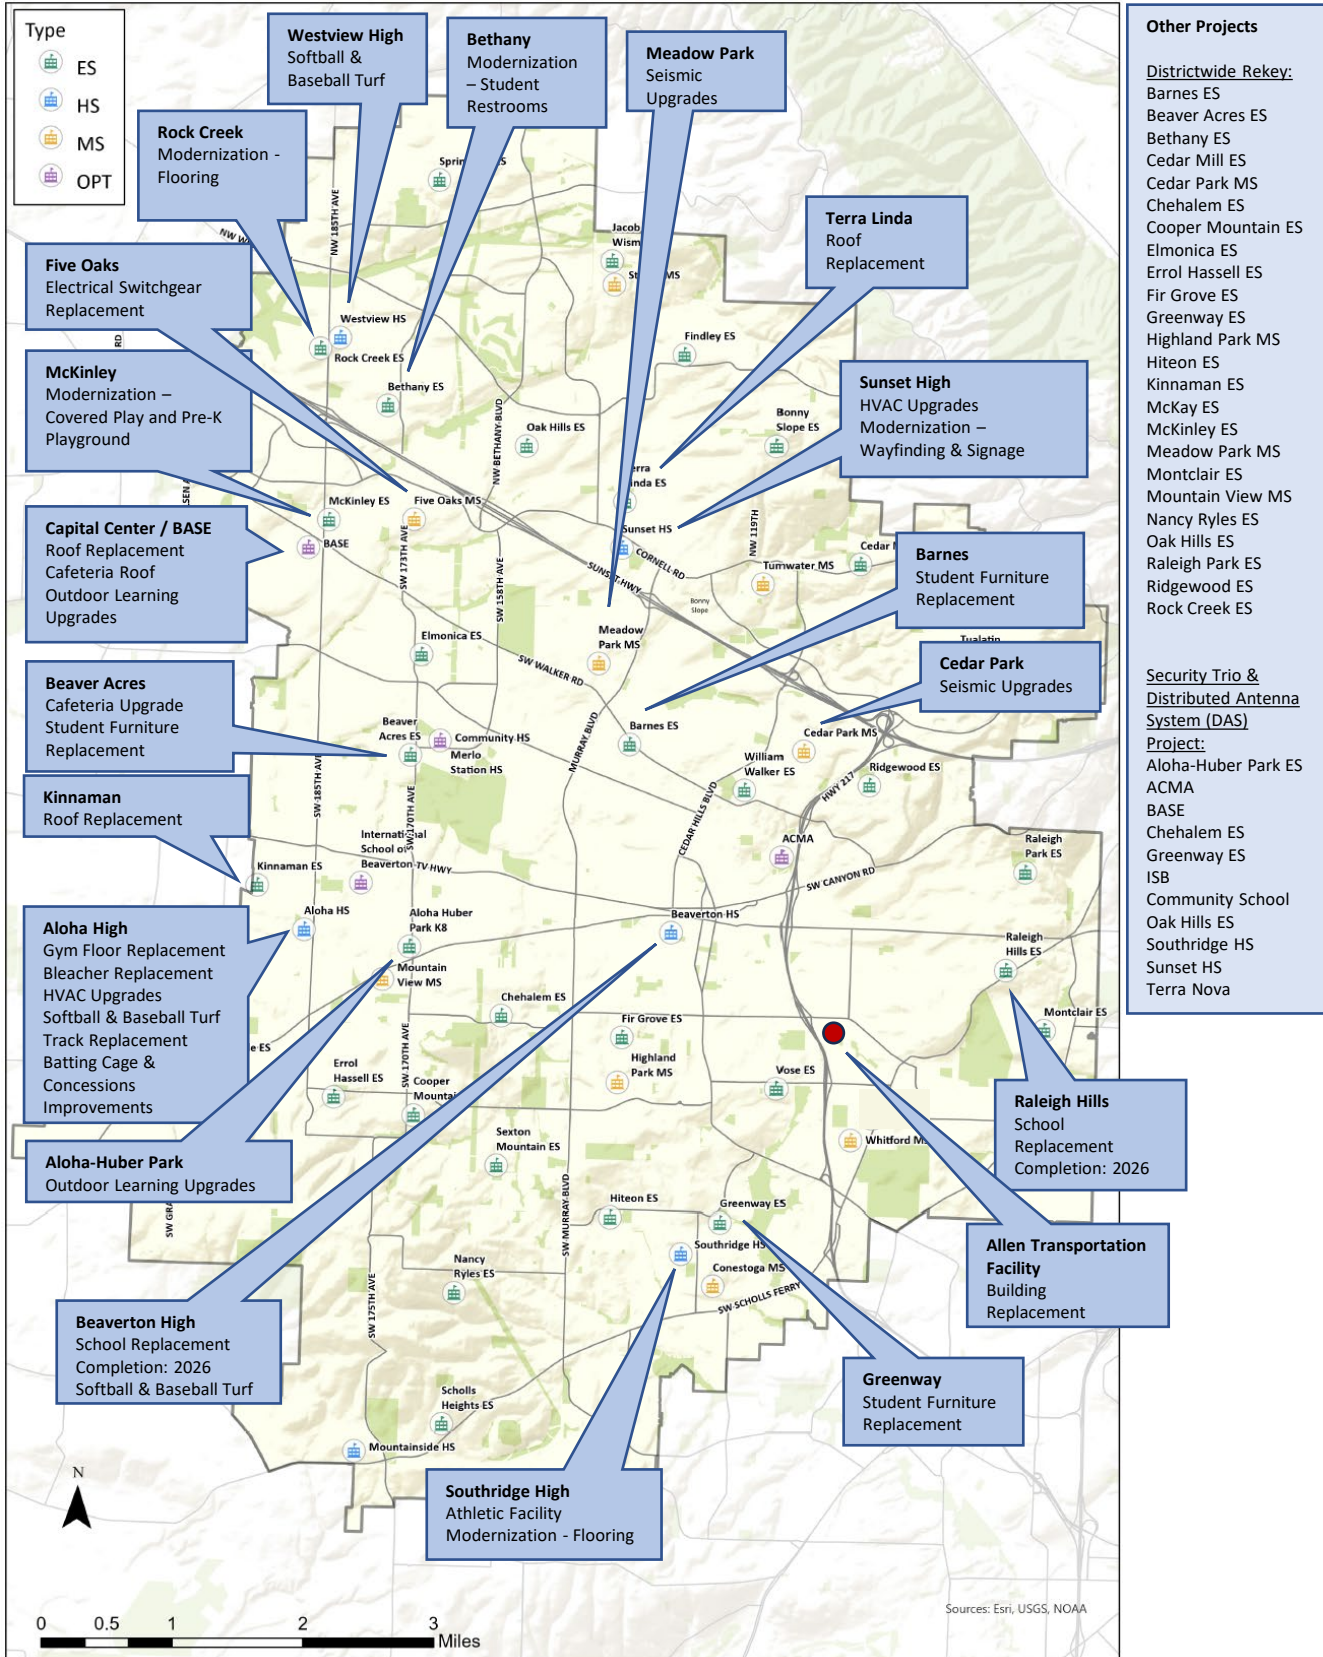 Type
ES
HS
MS
OPT
Westview High
Softball &
Baseball Turf
Bethany
Modernization
– Student
Restrooms
Meadow Park
Seismic
Upgrades
Rock Creek
Modernization -
Flooring
Terra Linda
Roof
Replacement
Five Oaks
Electrical Switchgear
Replacement
McKinley
Modernization –
Covered Play and Pre-K
Playground
Sunset High
HVAC Upgrades
Modernization –
Wayfinding & Signage
Capital Center / BASE
Roof Replacement
Cafeteria Roof
Outdoor Learning
Upgrades
Barnes
Student Furniture
Replacement
Cedar Park
Seismic Upgrades
Beaver Acres
Cafeteria Upgrade
Student Furniture
Replacement
Kinnaman
Roof Replacement
Aloha High
Gym Floor Replacement
Bleacher Replacement
HVAC Upgrades
Softball & Baseball Turf
Track Replacement
Batting Cage &
Concessions
Improvements
Aloha-Huber Park
Outdoor Learning Upgrades
Raleigh Hills
School
Replacement
Completion: 2026
Allen Transportation
Facility
Building
Replacement
Beaverton High
School Replacement
Completion: 2026
Softball & Baseball Turf
Greenway
Student Furniture
Replacement
Southridge High
Athletic Facility
Modernization - Flooring
NW 185TH AVE
Jacob
Westview HS
Rock Creek ES
Bethany ES
Findley ES
Oak Hills ES
Bonny
Slope ES
NW BETHANY BLVD
RD
McKinley ES
Five Oaks MS
BASE
Sunset HS
CORNELL RD
SUNSET HWY
NW 119TH
Tumwater MS
Cedar
Bonny
Slope
SW 173TH AVE
SW 158TH AVE
Elmonica ES
Meadow
Park MS
SW WALKER RD
Tualatin
Beaver
Acres ES
Community HS
Merlo
Station HS
MURRAY BLVD
Barnes ES
Cedar Park MS
William
Walker ES
Ridgewood ES
HWY 217
SW 185TH AVE
SW 170TH AVE
CEDAR HILLS BLVD
International
School of
Beaverton
TV HWY
Kinnaman ES
ACMA
SW CANYON RD
Raleigh
Park ES
Aloha HS
Aloha Huber
Park K8
Mountain
View MS
Beaverton HS
Raleigh
Hills ES
Chehalem ES
Fir Grove ES
Montclair ES
Errol
Hassell ES
SW 170TH AVE
Cooper
Highland
Park MS
Vose ES
Sexton
Mountain ES
Whitford MS
SW MURRAY BLVD
Hiteon ES
Greenway ES
Southridge HS
Conestoga MS
Nancy
Ryles ES
SW 175TH AVE
SW SCHOLLS FERRY
Scholls
Heights ES
Mountainside HS
N
0 0.5 1 2 3
Miles
Sources: Esri, USGS, NOAA
Other Projects
Districtwide Rekey:
Barnes ES
Beaver Acres ES
Bethany ES
Cedar Mill ES
Cedar Park MS
Chehalem ES
Cooper Mountain ES
Elmonica ES
Errol Hassell ES
Fir Grove ES
Greenway ES
Highland Park MS
Hiteon ES
Kinnaman ES
McKay ES
McKinley ES
Meadow Park MS
Montclair ES
Mountain View MS
Nancy Ryles ES
Oak Hills ES
Raleigh Park ES
Ridgewood ES
Rock Creek ES
Security Trio &
Distributed Antenna
System (DAS)
Project:
Aloha-Huber Park ES
ACMA
BASE
Chehalem ES
Greenway ES
ISB
Community School
Oak Hills ES
Southridge HS
Sunset HS
Terra Nova